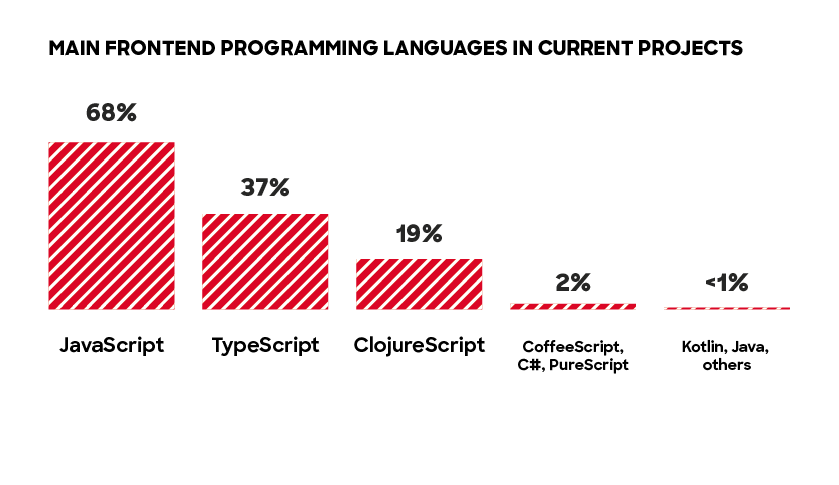 MAIN FRONTEND PROGRAMMING LANGUAGES IN CURRENT PROJECTS
68%
37%
19%
2%
<1%
JavaScript
TypeScript
ClojureScript
CoffeeScript,
C#, PureScript
Kotlin, Java,
others